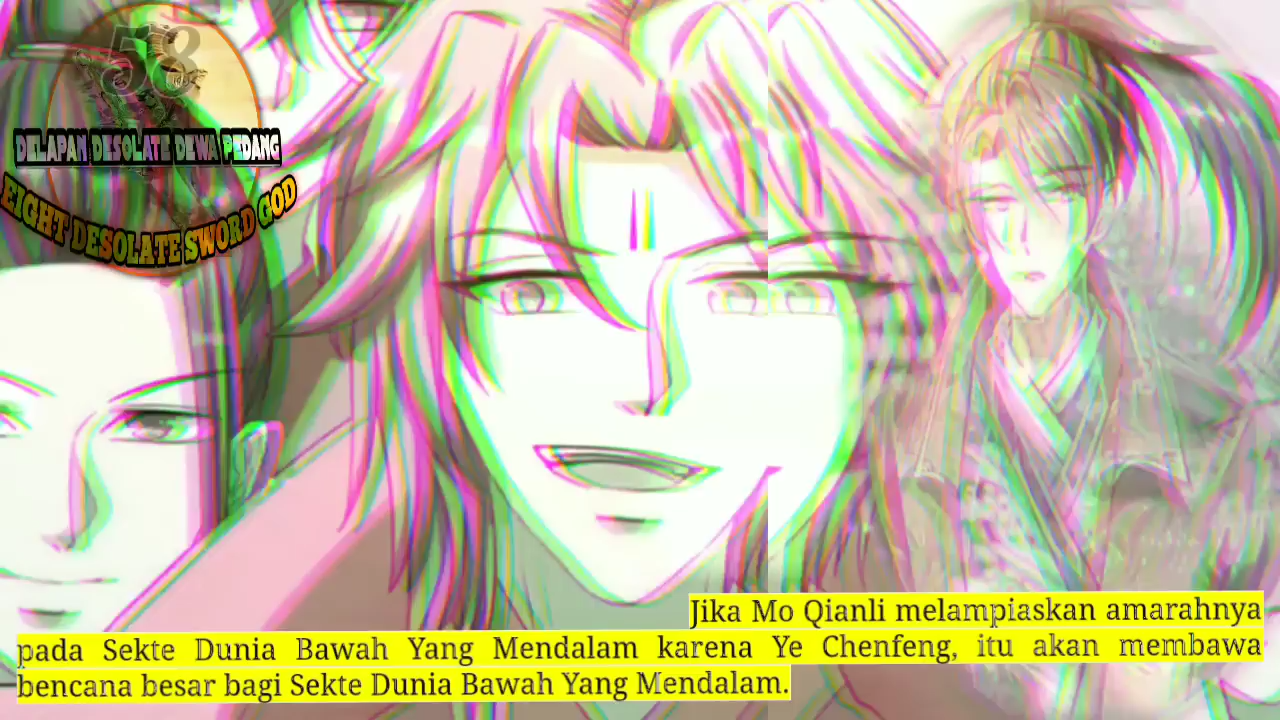 58
DELAPAN DESOLATE DEWA PEDANG
EIGHT DESOLATE SWORD GOD
Jika Mo Qianli melampiaskan amarahnya
pada Sekte Dunia Bawah Yang Mendalam karena Ye Chenfeng, itu akan membawa
bencana besar bagi Sekte Dunia Bawah Yang Mendalam.